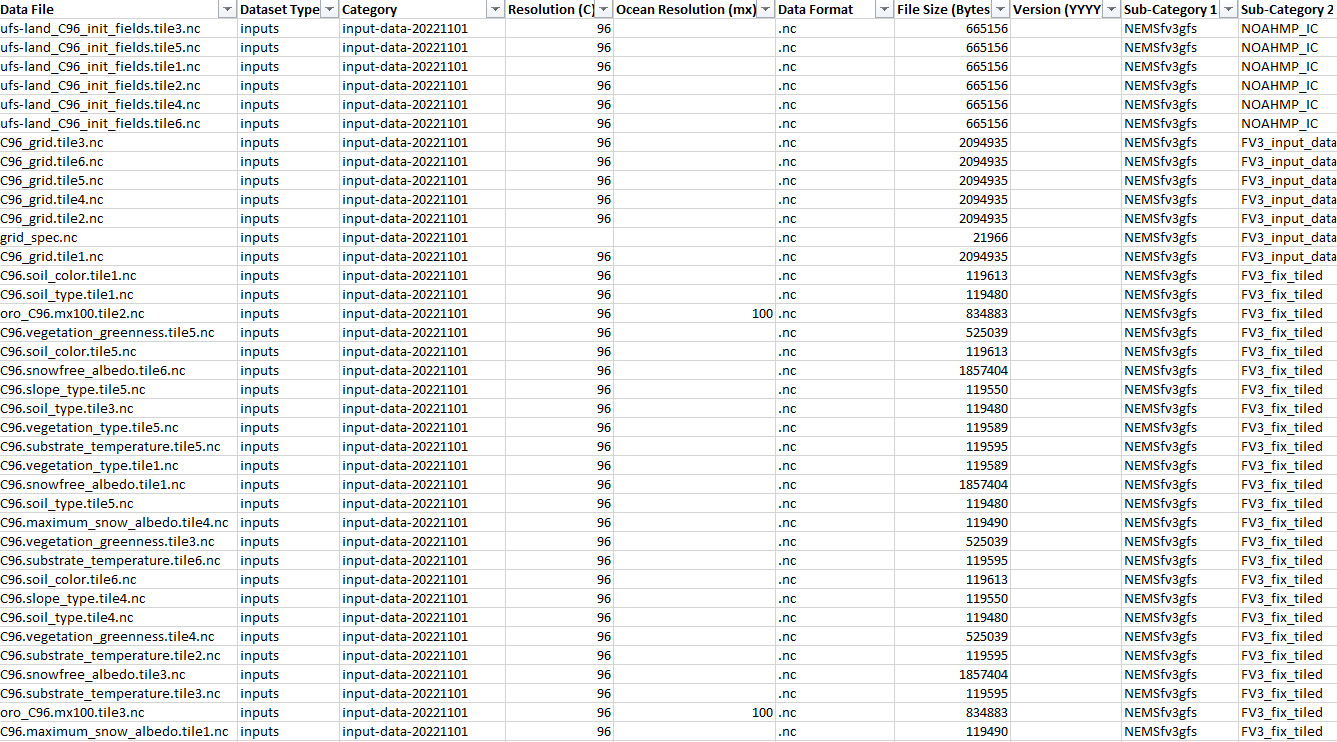 Data File Dataset Type Category Resolution (C) Ocean Resolution (mx) Data Format File Size (Bytes Version (YYYY Sub-Category 1 Sub-Category 2
ufs-land_C96_init_fields.tile3.nc inputs input-data-20221101 96 .nc 665156 NEMSfv3gfs NOAHMP_IC
ufs-land_C96_init_fields.tile5.nc inputs input-data-20221101 96 .nc 665156 NEMSfv3gfs NOAHMP_IC
ufs-land_C96_init_fields.tile1.nc inputs input-data-20221101 96 .nc 665156 NEMSfv3gfs NOAHMP_IC
ufs-land_C96_init_fields.tile2.nc inputs input-data-20221101 96 .nc 665156 NEMSfv3gfs NOAHMP_IC
ufs-land_C96_init_fields.tile4.nc inputs input-data-20221101 96 .nc 665156 NEMSfv3gfs NOAHMP_IC
ufs-land_C96_init_fields.tile6.nc inputs input-data-20221101 96 .nc 665156 NEMSfv3gfs NOAHMP_IC
C96_grid.tile3.nc inputs input-data-20221101 96 .nc 2094935 NEMSfv3gfs FV3_input_data
C96_grid.tile6.nc inputs input-data-20221101 96 .nc 2094935 NEMSfv3gfs FV3_input_data
C96_grid.tile5.nc inputs input-data-20221101 96 .nc 2094935 NEMSfv3gfs FV3_input_data
C96_grid.tile4.nc inputs input-data-20221101 96 .nc 2094935 NEMSfv3gfs FV3_input_data
C96_grid.tile2.nc inputs input-data-20221101 96 .nc 2094935 NEMSfv3gfs FV3_input_data
grid_spec.nc inputs input-data-20221101 .nc 21966 NEMSfv3gfs FV3_input_data
C96_grid.tile1.nc inputs input-data-20221101 96 .nc 2094935 NEMSfv3gfs FV3_input_data
C96.soil_color.tile1.nc inputs input-data-20221101 96 .nc 119613 NEMSfv3gfs FV3_fix_tiled
C96.soil_type.tile1.nc inputs input-data-20221101 96 .nc 119480 NEMSfv3gfs FV3_fix_tiled
oro_C96.mx100.tile2.nc inputs input-data-20221101 96 100 .nc 834883 NEMSfv3gfs FV3_fix_tiled
C96.vegetation_greenness.tile5.nc inputs input-data-20221101 96 .nc 525039 NEMSfv3gfs FV3_fix_tiled
C96.soil_color.tile5.nc inputs input-data-20221101 96 .nc 119613 NEMSfv3gfs FV3_fix_tiled
C96.snowfree_albedo.tile6.nc inputs input-data-20221101 96 .nc 1857404 NEMSfv3gfs FV3_fix_tiled
C96.slope_type.tile5.nc inputs input-data-20221101 96 .nc 119550 NEMSfv3gfs FV3_fix_tiled
C96.soil_type.tile3.nc inputs input-data-20221101 96 .nc 119480 NEMSfv3gfs FV3_fix_tiled
C96.vegetation_type.tile5.nc inputs input-data-20221101 96 .nc 119589 NEMSfv3gfs FV3_fix_tiled
C96.substrate_temperature.tile5.nc inputs input-data-20221101 96 .nc 119595 NEMSfv3gfs FV3_fix_tiled
C96.vegetation_type.tile1.nc inputs input-data-20221101 96 .nc 119589 NEMSfv3gfs FV3_fix_tiled
C96.snowfree_albedo.tile1.nc inputs input-data-20221101 96 .nc 1857404 NEMSfv3gfs FV3_fix_tiled
C96.soil_type.tile5.nc inputs input-data-20221101 96 .nc 119480 NEMSfv3gfs FV3_fix_tiled
C96.maximum_snow_albedo.tile4.nc inputs input-data-20221101 96 .nc 119490 NEMSfv3gfs FV3_fix_tiled
C96.vegetation_greenness.tile3.nc inputs input-data-20221101 96 .nc 525039 NEMSfv3gfs FV3_fix_tiled
C96.substrate_temperature.tile6.nc inputs input-data-20221101 96 .nc 119595 NEMSfv3gfs FV3_fix_tiled
C96.soil_color.tile6.nc inputs input-data-20221101 96 .nc 119613 NEMSfv3gfs FV3_fix_tiled
C96.slope_type.tile4.nc inputs input-data-20221101 96 .nc 119550 NEMSfv3gfs FV3_fix_tiled
C96.soil_type.tile4.nc inputs input-data-20221101 96 .nc 119480 NEMSfv3gfs FV3_fix_tiled
C96.vegetation_greenness.tile4.nc inputs input-data-20221101 96 .nc 525039 NEMSfv3gfs FV3_fix_tiled
C96.substrate_temperature.tile2.nc inputs input-data-20221101 96 .nc 119595 NEMSfv3gfs FV3_fix_tiled
C96.snowfree_albedo.tile3.nc inputs input-data-20221101 96 .nc 1857404 NEMSfv3gfs FV3_fix_tiled
C96.substrate_temperature.tile3.nc inputs input-data-20221101 96 .nc 119595 NEMSfv3gfs FV3_fix_tiled
oro_C96.mx100.tile3.nc inputs input-data-20221101 96 100 .nc 834883 NEMSfv3gfs FV3_fix_tiled
C96.maximum_snow_albedo.tile1.nc inputs input-data-20221101 96 .nc 119490 NEMSfv3gfs FV3_fix_tiled